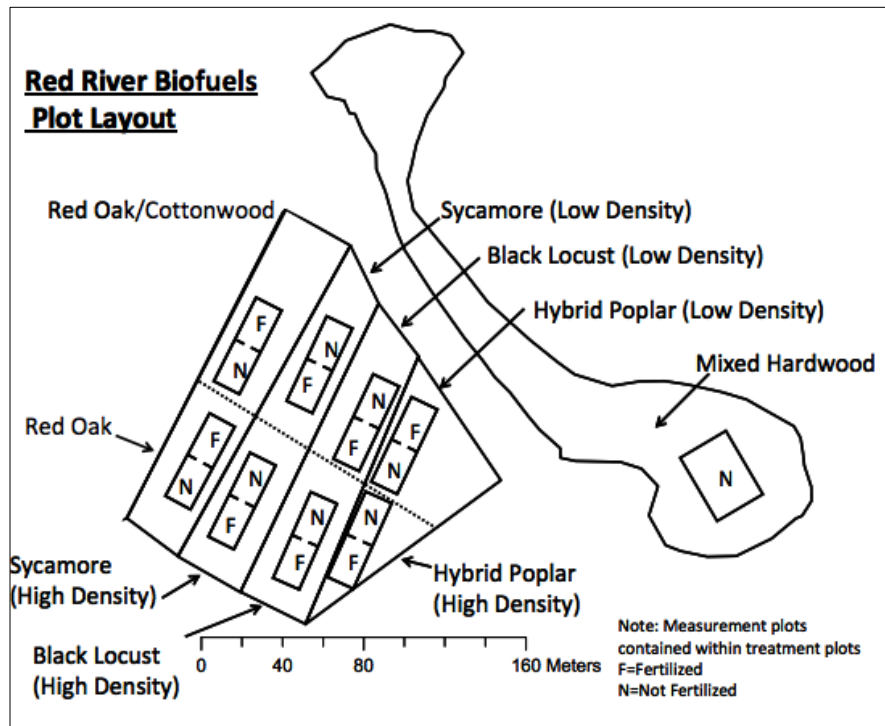 Red River Biofuels
Plot Layout
Red Oak/Cottonwood
Sycamore (Low Density)
Black Locust (Low Density)
Hybrid Poplar (Low Density)
Mixed Hardwood
F
N
N
F
N
F
F
N
Red Oak
F
N
N
F
N
F
N
F
N
Sycamore
(High Density)
Hybrid Poplar
(High Density)
Black Locust
(High Density)
0
40
80
160 Meters
Note: Measurement plots
contained within treatment plots
F=Fertilized
N=Not Fertilized